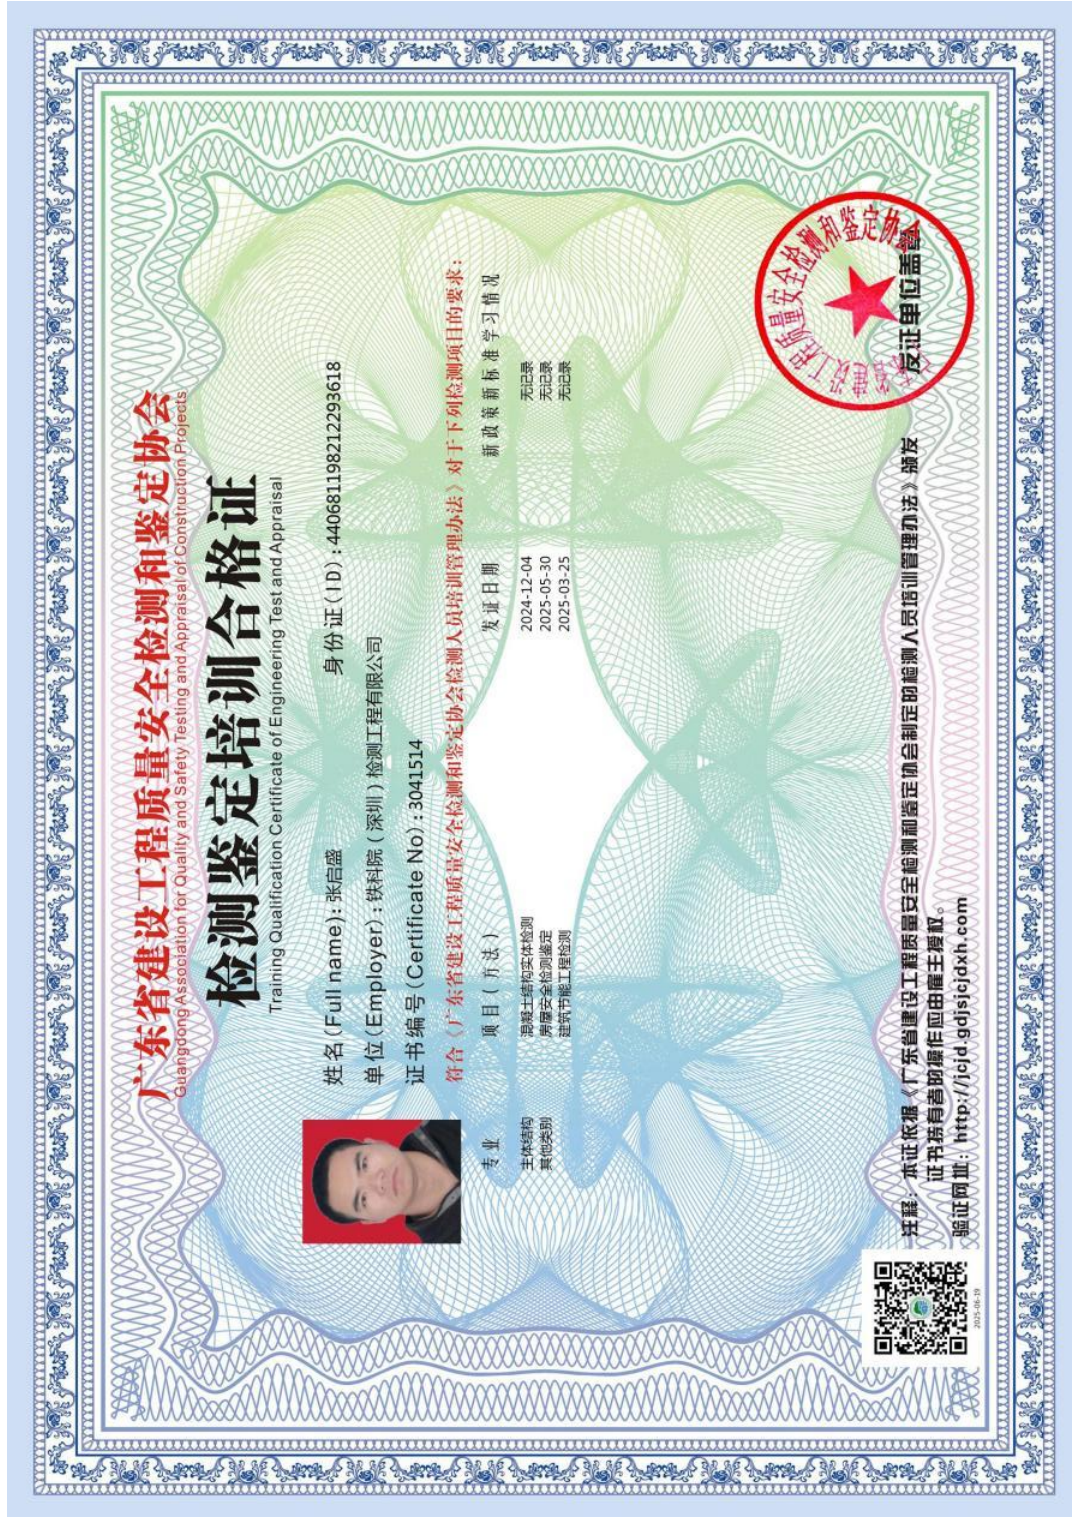 广东省建设工程质量安全检测和鉴定协会
Guangdong Association for Quality and Safety Testing and Appraisal of Construction Projects
检测鉴定培训合格证
Training Qualification Certificate of Engineering Test and Appraisal
姓名(Full name):张启盛 身份证(ID):440681198212293618
单位(Employer):铁科院(深圳)检测工程有限公司
证书编号(Certificate No):3041514
符合《广东省建设工程质量安全检测和鉴定协会检测人员培训管理办法》对于下列检测项目的要求:
专业 项目(方法) 发证日期 新政策新标准学习情况
主体结构 混凝土结构实体检测 2024-12-04 无记录
其他类别 房屋安全检测鉴定 2025-05-30 无记录
建筑节能工程检测 2025-03-25 无记录
广东省建设工程质量安全检测和鉴定协会
发证单位盖章
注释:本证依据《广东省建设工程质量安全检测和鉴定协会制定的检测人员培训管理办法》颁发
证书持有者的操作应由雇主授权。
验证网址:http://jcjd.gdjsjcjdxh.com
2025-06-19